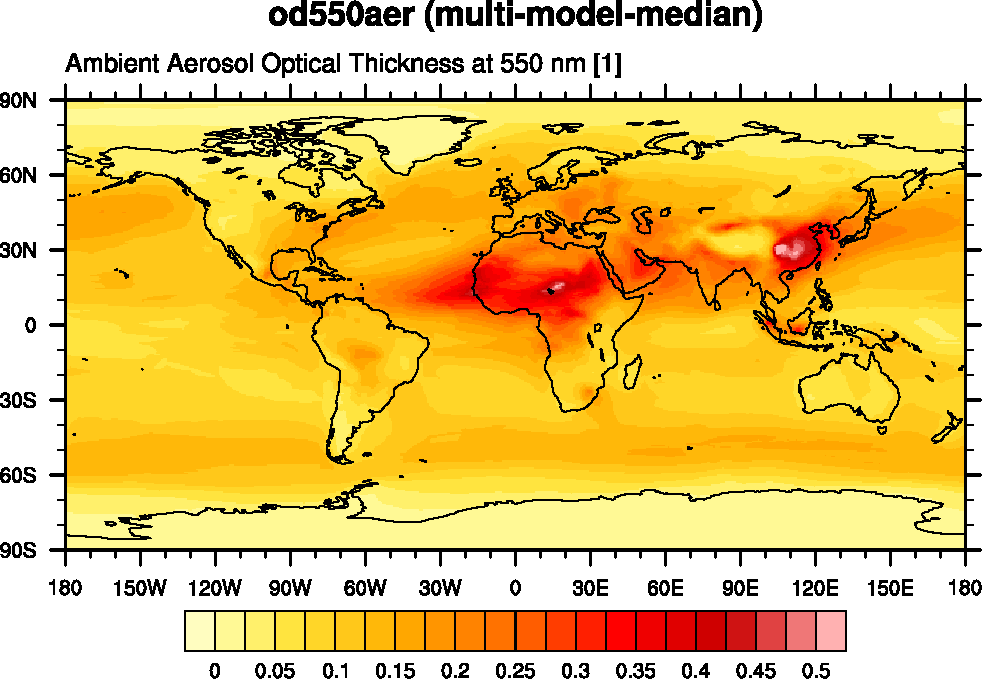 od550aer (multi-model-median)
Ambient Aerosol Optical Thickness at 550 nm [1]
90N
60N
30N
0
30S
60S
90S
180 150W 120W 90W 60W 30W 0 30E 60E 90E 120E 150E 180
0 0.05 0.1 0.15 0.2 0.25 0.3 0.35 0.4 0.45 0.5